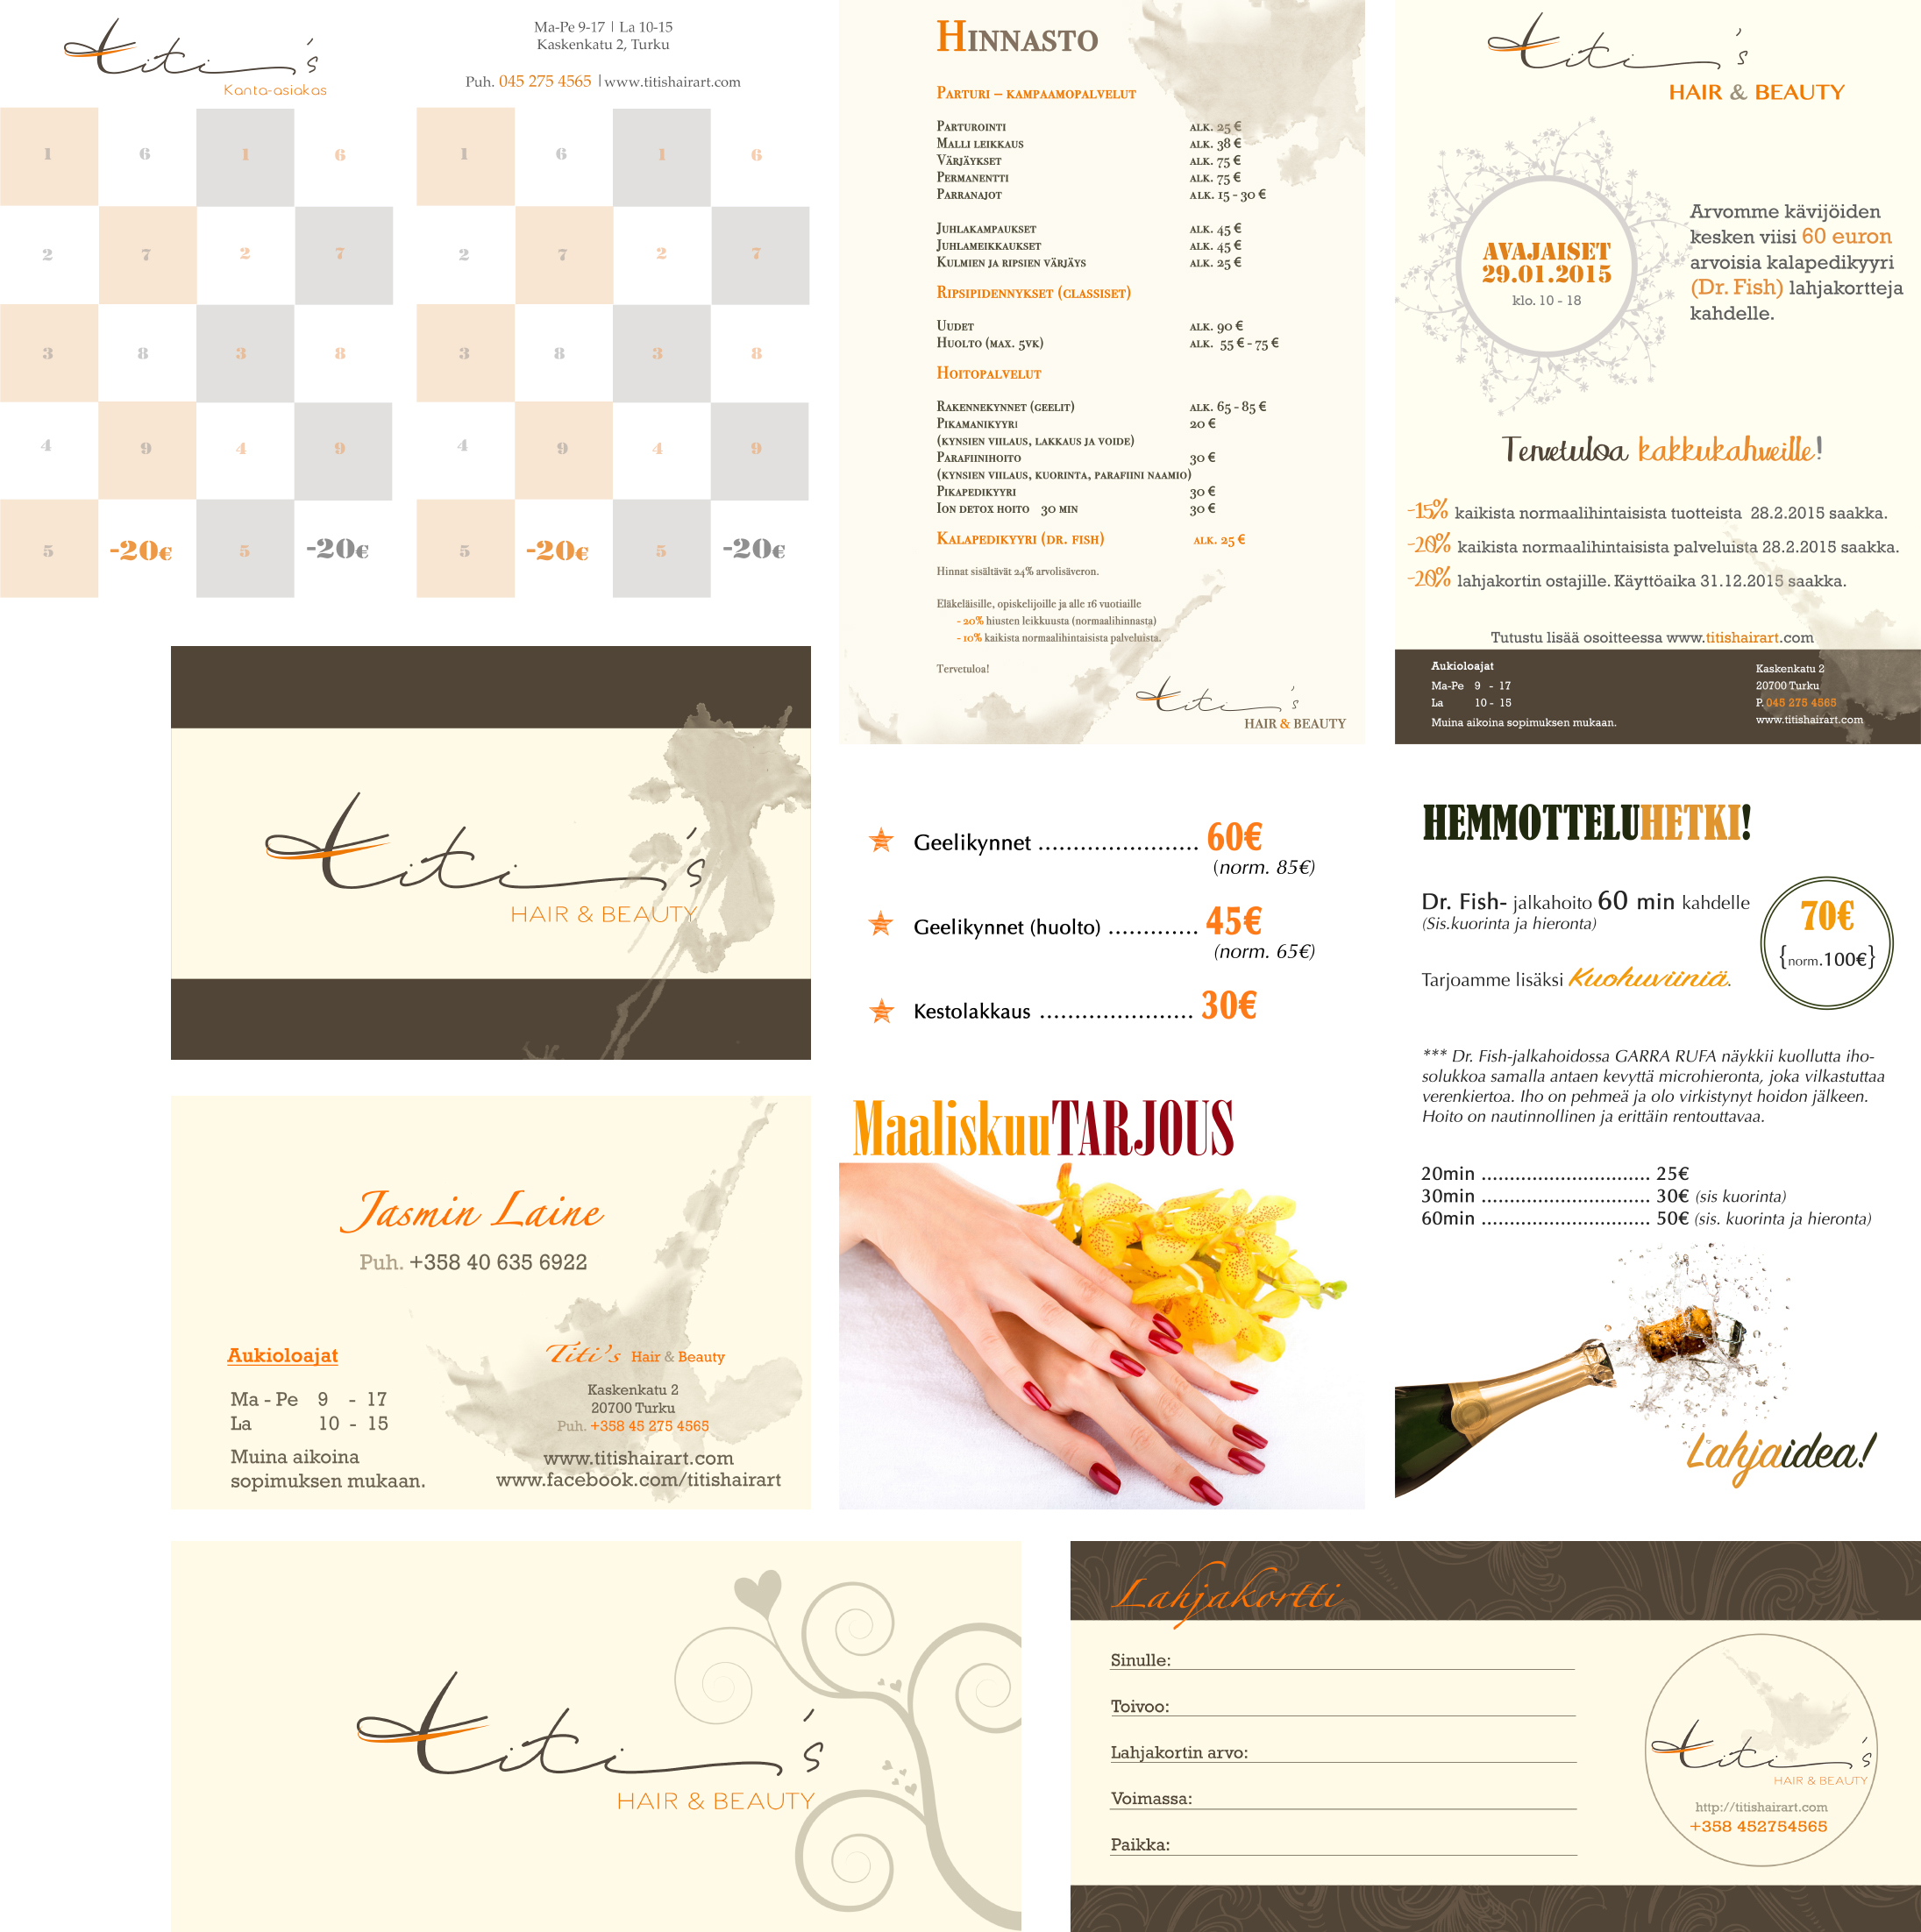 titi's
Kanta-asiakas
Ma-Pe 9-17 | La 10-15
Kaskenkatu 2, Turku
Puh. 045 275 4565 | www.titishairart.com
1 6 1 6 1 6 1 6
2 7 2 7 2 7 2 7
3 8 3 8 3 8 3 8
4 9 4 9 4 9 4 9
5 -20€ 5 -20€ 5 -20€ 5 -20€
Hinnasto
Parturi – kampaamopalvelut
Parturointi alk. 25 €
Malli leikkaus alk. 38 €
Värjäykset alk. 75 €
Permanentti alk. 75 €
Parranajot alk. 15 - 30 €
Juhlakampaukset alk. 45 €
Juhlameikkaukset alk. 45 €
Kulmien ja ripsien värjäys alk. 25 €
Ripsipidennykset (classiset)
Uudet alk. 90 €
Huolto (max. 5vk) alk. 55 € - 75 €
Hoitopalvelut
Rakennekynnet (geelit) alk. 65 - 85 €
Pikamanikyyri 20 €
(kynsien viilaus, lakkaus ja voide)
Parafiinihoito 30 €
(kynsien viilaus, kuorinta, parafiini naamio)
Pikapedikyyri 30 €
Ion detox hoito 30 min 30 €
Kalapedikyyri (dr. fish) alk. 25 €
Hinnat sisältävät 24% arvolisäveron.
Eläkeläisille, opiskelijoille ja alle 16 vuotiaille
- 20% hiusten leikkuusta (normaalihinnasta)
- 10% kaikista normaalihintaisista palveluista.
Tervetuloa!
titi's
HAIR & BEAUTY
titi's
HAIR & BEAUTY
AVAJAISET
29.01.2015
klo. 10 - 18
Arvomme kävijöiden
kesken viisi 60 euron
arvoisia kalapedikyyri
(Dr. Fish) lahjakortteja
kahdelle.
Tervetuloa kakkukahveille!
-15% kaikista normaalihintaisista tuotteista 28.2.2015 saakka.
-20% kaikista normaalihintaisista palveluista 28.2.2015 saakka.
-20% lahjakortin ostajille. Käyttöaika 31.12.2015 saakka.
Tutustu lisää osoitteessa www.titishairart.com
Aukioloajat
Ma-Pe 9 - 17
La 10 - 15
Muina aikoina sopimuksen mukaan.
Kaskenkatu 2
20700 Turku
P. 045 275 4565
www.titishairart.com
titi's
HAIR & BEAUTY
Geelikynnet ....................... 60€
(norm. 85€)
Geelikynnet (huolto) ............. 45€
(norm. 65€)
Kestolakkaus ...................... 30€
MaaliskuuTARJOUS
HEMMOTTELUHETKI!
Dr. Fish- jalkahoito 60 min kahdelle
(Sis.kuorinta ja hieronta)
Tarjoamme lisäksi Kuohuviiniä.
70€
{norm.100€}
*** Dr. Fish-jalkahoidossa GARRA RUFA näykkii kuollutta iho-
solukkoa samalla antaen kevyttä microhieronta, joka vilkastuttaa
verenkiertoa. Iho on pehmeä ja olo virkistynyt hoidon jälkeen.
Hoito on nautinnollinen ja erittäin rentouttavaa.
20min .............................. 25€
30min .............................. 30€ (sis kuorinta)
60min .............................. 50€ (sis. kuorinta ja hieronta)
Lahjaidea!
Jasmin Laine
Puh. +358 40 635 6922
Aukioloajat
Ma - Pe 9 - 17
La 10 - 15
Muina aikoina
sopimuksen mukaan.
Titi's Hair & Beauty
Kaskenkatu 2
20700 Turku
Puh. +358 45 275 4565
www.titishairart.com
www.facebook.com/titishairart
titi's
HAIR & BEAUTY
Lahjakortti
Sinulle:
Toivoo:
Lahjakortin arvo:
Voimassa:
Paikka:
titi's
HAIR & BEAUTY
http://titishairart.com
+358 452754565